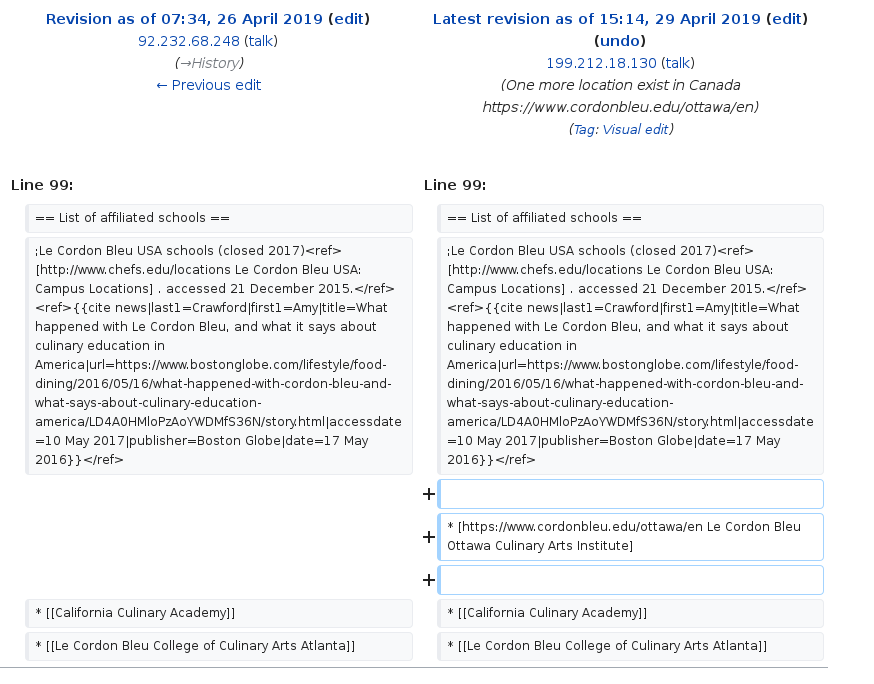 Revision as of 07:34, 26 April 2019 (edit)
92.232.68.248 (talk)
(→History)
← Previous edit
Latest revision as of 15:14, 29 April 2019 (edit)
(undo)
199.212.18.130 (talk)
(One more location exist in Canada
https://www.cordonbleu.edu/ottawa/en)
(Tag: Visual edit)
Line 99:
Line 99:
== List of affiliated schools ==
== List of affiliated schools ==
;Le Cordon Bleu USA schools (closed 2017)<ref>
[http://www.chefs.edu/locations Le Cordon Bleu USA:
Campus Locations] . accessed 21 December 2015.</ref>
<ref>{{cite news|last1=Crawford|first1=Amy|title=What
happened with Le Cordon Bleu, and what it says about
culinary education in
America|url=https://www.bostonglobe.com/lifestyle/food-
dining/2016/05/16/what-happened-with-cordon-bleu-and-
what-says-about-culinary-education-
america/LD4A0HMloPzAoYWDMfS36N/story.html|accessdate
=10 May 2017|publisher=Boston Globe|date=17 May
2016}}</ref>
;Le Cordon Bleu USA schools (closed 2017)<ref>
[http://www.chefs.edu/locations Le Cordon Bleu USA:
Campus Locations] . accessed 21 December 2015.</ref>
<ref>{{cite news|last1=Crawford|first1=Amy|title=What
happened with Le Cordon Bleu, and what it says about
culinary education in
America|url=https://www.bostonglobe.com/lifestyle/food-
dining/2016/05/16/what-happened-with-cordon-bleu-and-
what-says-about-culinary-education-
america/LD4A0HMloPzAoYWDMfS36N/story.html|accessdate
=10 May 2017|publisher=Boston Globe|date=17 May
2016}}</ref>
+
+ * [https://www.cordonbleu.edu/ottawa/en Le Cordon Bleu
Ottawa Culinary Arts Institute]
+
* [[California Culinary Academy]]
* [[California Culinary Academy]]
* [[Le Cordon Bleu College of Culinary Arts Atlanta]]
* [[Le Cordon Bleu College of Culinary Arts Atlanta]]